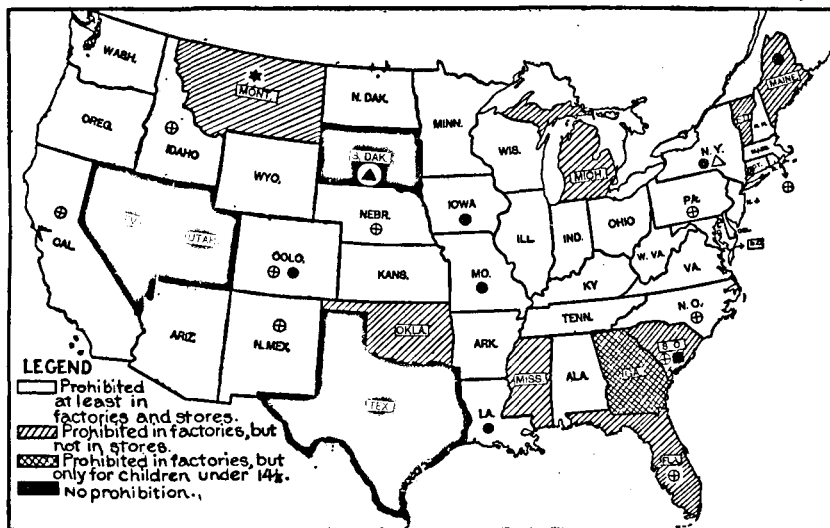 WASH.
MONT.
N. DAK.
MINN.
MAINE
OREG.
IDAHO
S. DAK.
WIS.
MICH.
N.Y.
N.H.
MASS.
WYO.
IOWA
PA.
N.J.
NEBR.
UTAH
OHIO
CAL.
COLO.
ILL.
IND.
W. VA.
VA.
KANS.
MO.
KY
N. O.
TENN.
ARIZ.
N. MEX.
OKLA.
ARK.
S O.
MISS.
ALA.
TEX.
LA.
FLA
LEGEND
Prohibited
at least in
factories and stores.
Prohibited in factories, but
not in stores.
Prohibited in factories, but
only for children under 14½.
No prohibition.,